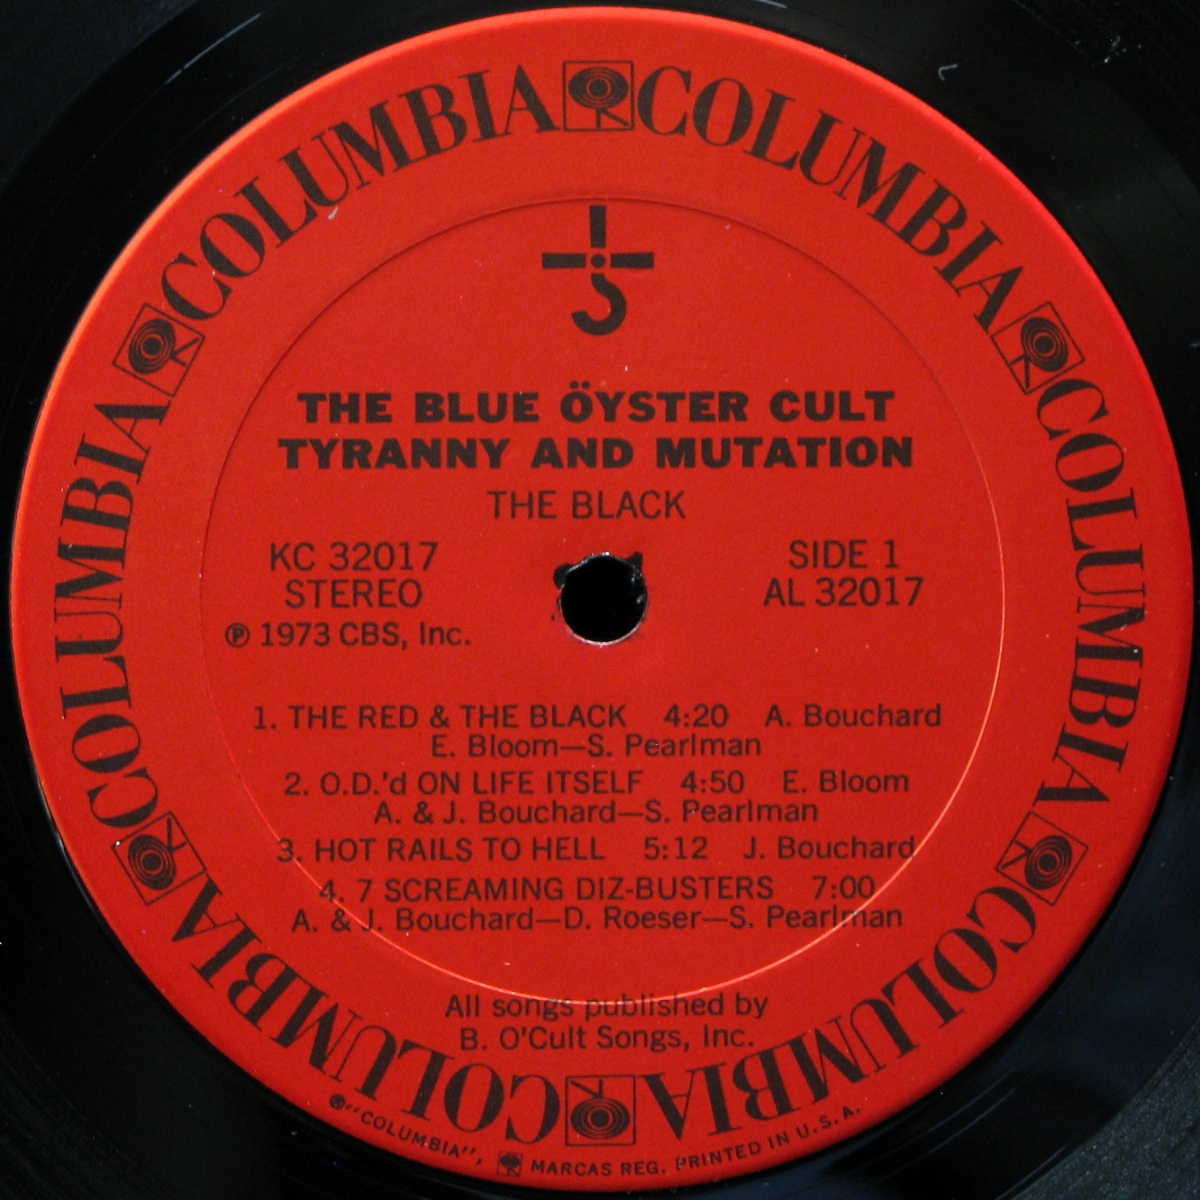 COLUMBIA COLUMBIA COLUMBIA COLUMBIA COLUMBIA COLUMBIA
THE BLUE ÖYSTER CULT
TYRANNY AND MUTATION
THE BLACK
KC 32017
STEREO
℗ 1973 CBS, Inc.
SIDE 1
AL 32017
1. THE RED & THE BLACK 4:20 A. Bouchard
E. Bloom—S. Pearlman
2. O.D.'d ON LIFE ITSELF 4:50 E. Bloom
A. & J. Bouchard—S. Pearlman
3. HOT RAILS TO HELL 5:12 J. Bouchard
4. 7 SCREAMING DIZ-BUSTERS 7:00
A. & J. Bouchard—D. Roeser—S. Pearlman
All songs published by
B. O'Cult Songs, Inc.
®"COLUMBIA", MARCAS REG. PRINTED IN U.S.A.